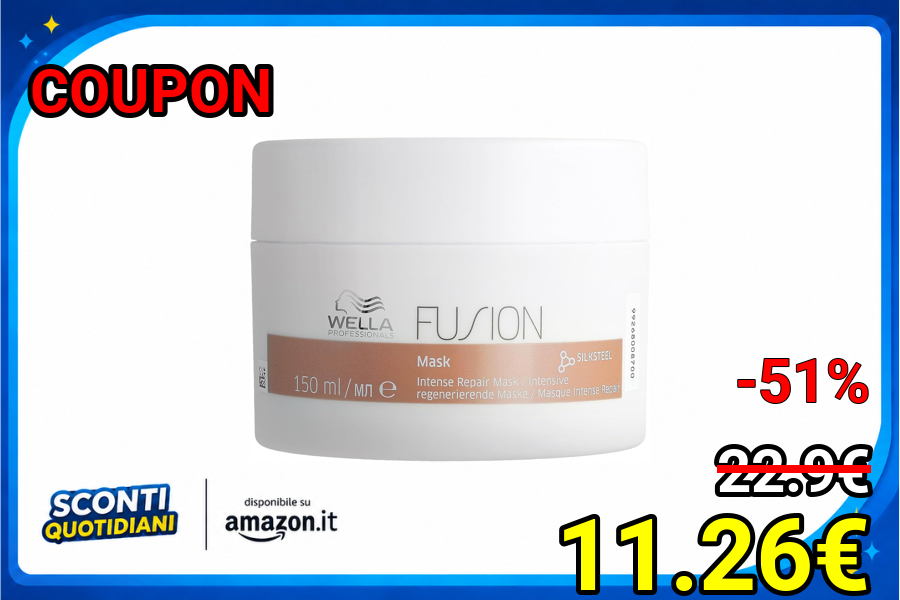 COUPON
WELLA
PROFESSIONALS
FUSION
Mask
SILKSTEEL
150 ml / мл e
Intense Repair Mask / Intensive
regenerierende Maske / Masque Intense Repair
99268008700
-51%
22.9€
11.26€
SCONTI
QUOTIDIANI
disponibile su
amazon.it